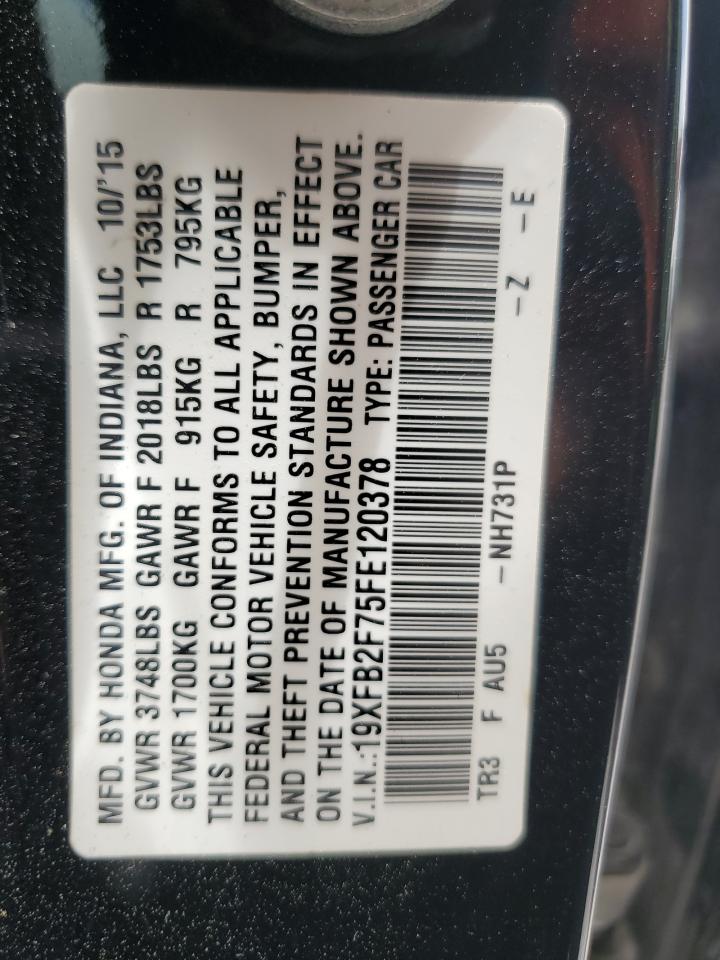 MFD. BY HONDA MFG. OF INDIANA, LLC 10/'15
GVWR 3748LBS GAWR F 2018LBS R 1753LBS
GVWR 1700KG GAWR F 915KG R 795KG
THIS VEHICLE CONFORMS TO ALL APPLICABLE
FEDERAL MOTOR VEHICLE SAFETY, BUMPER,
AND THEFT PREVENTION STANDARDS IN EFFECT
ON THE DATE OF MANUFACTURE SHOWN ABOVE.
V.I.N.:19XFB2F75FE120378 TYPE: PASSENGER CAR
TR3 F AU5 -NH731P -Z -E